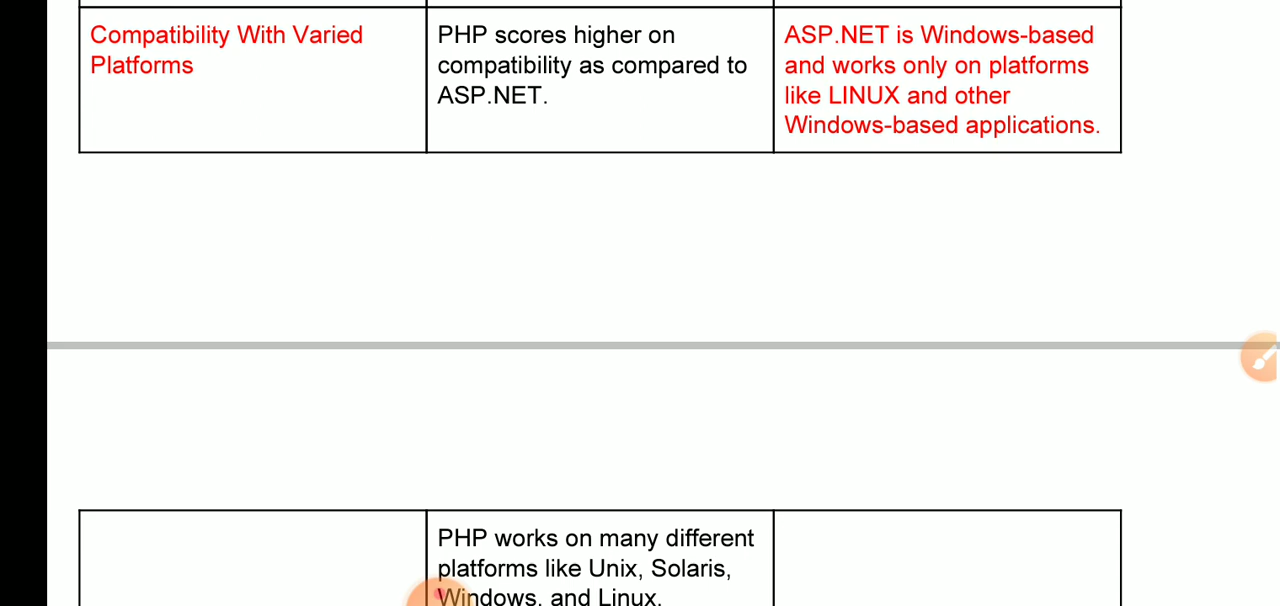 Compatibility With Varied
Platforms
PHP scores higher on
compatibility as compared to
ASP.NET.
ASP.NET is Windows-based
and works only on platforms
like LINUX and other
Windows-based applications.
PHP works on many different
platforms like Unix, Solaris,
Windows, and Linux.